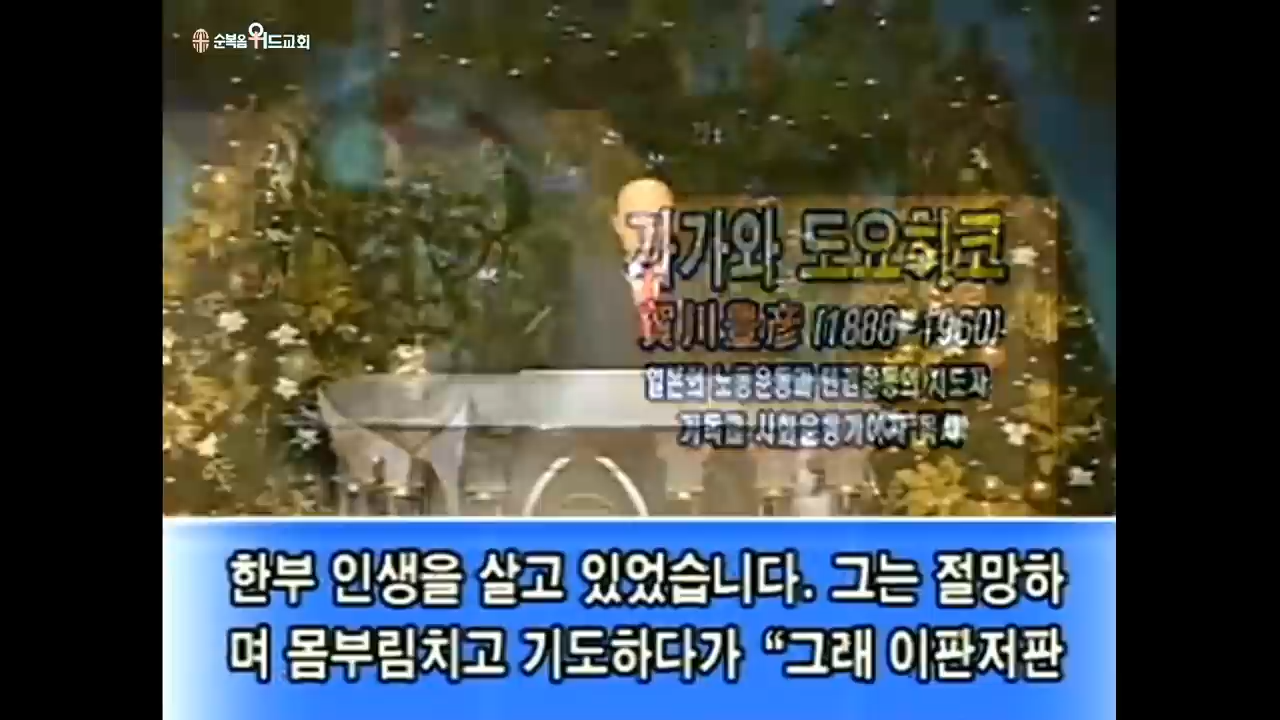 순복음위드교회
가가와 도요히코
賀川豊彦 (1888~1960)
일본의 노동운동과 빈민운동의 지도자
기독교 사회운동가이자 목사
한부 인생을 살고 있었습니다. 그는 절망하
며 몸부림치고 기도하다가 “그래 이판저판